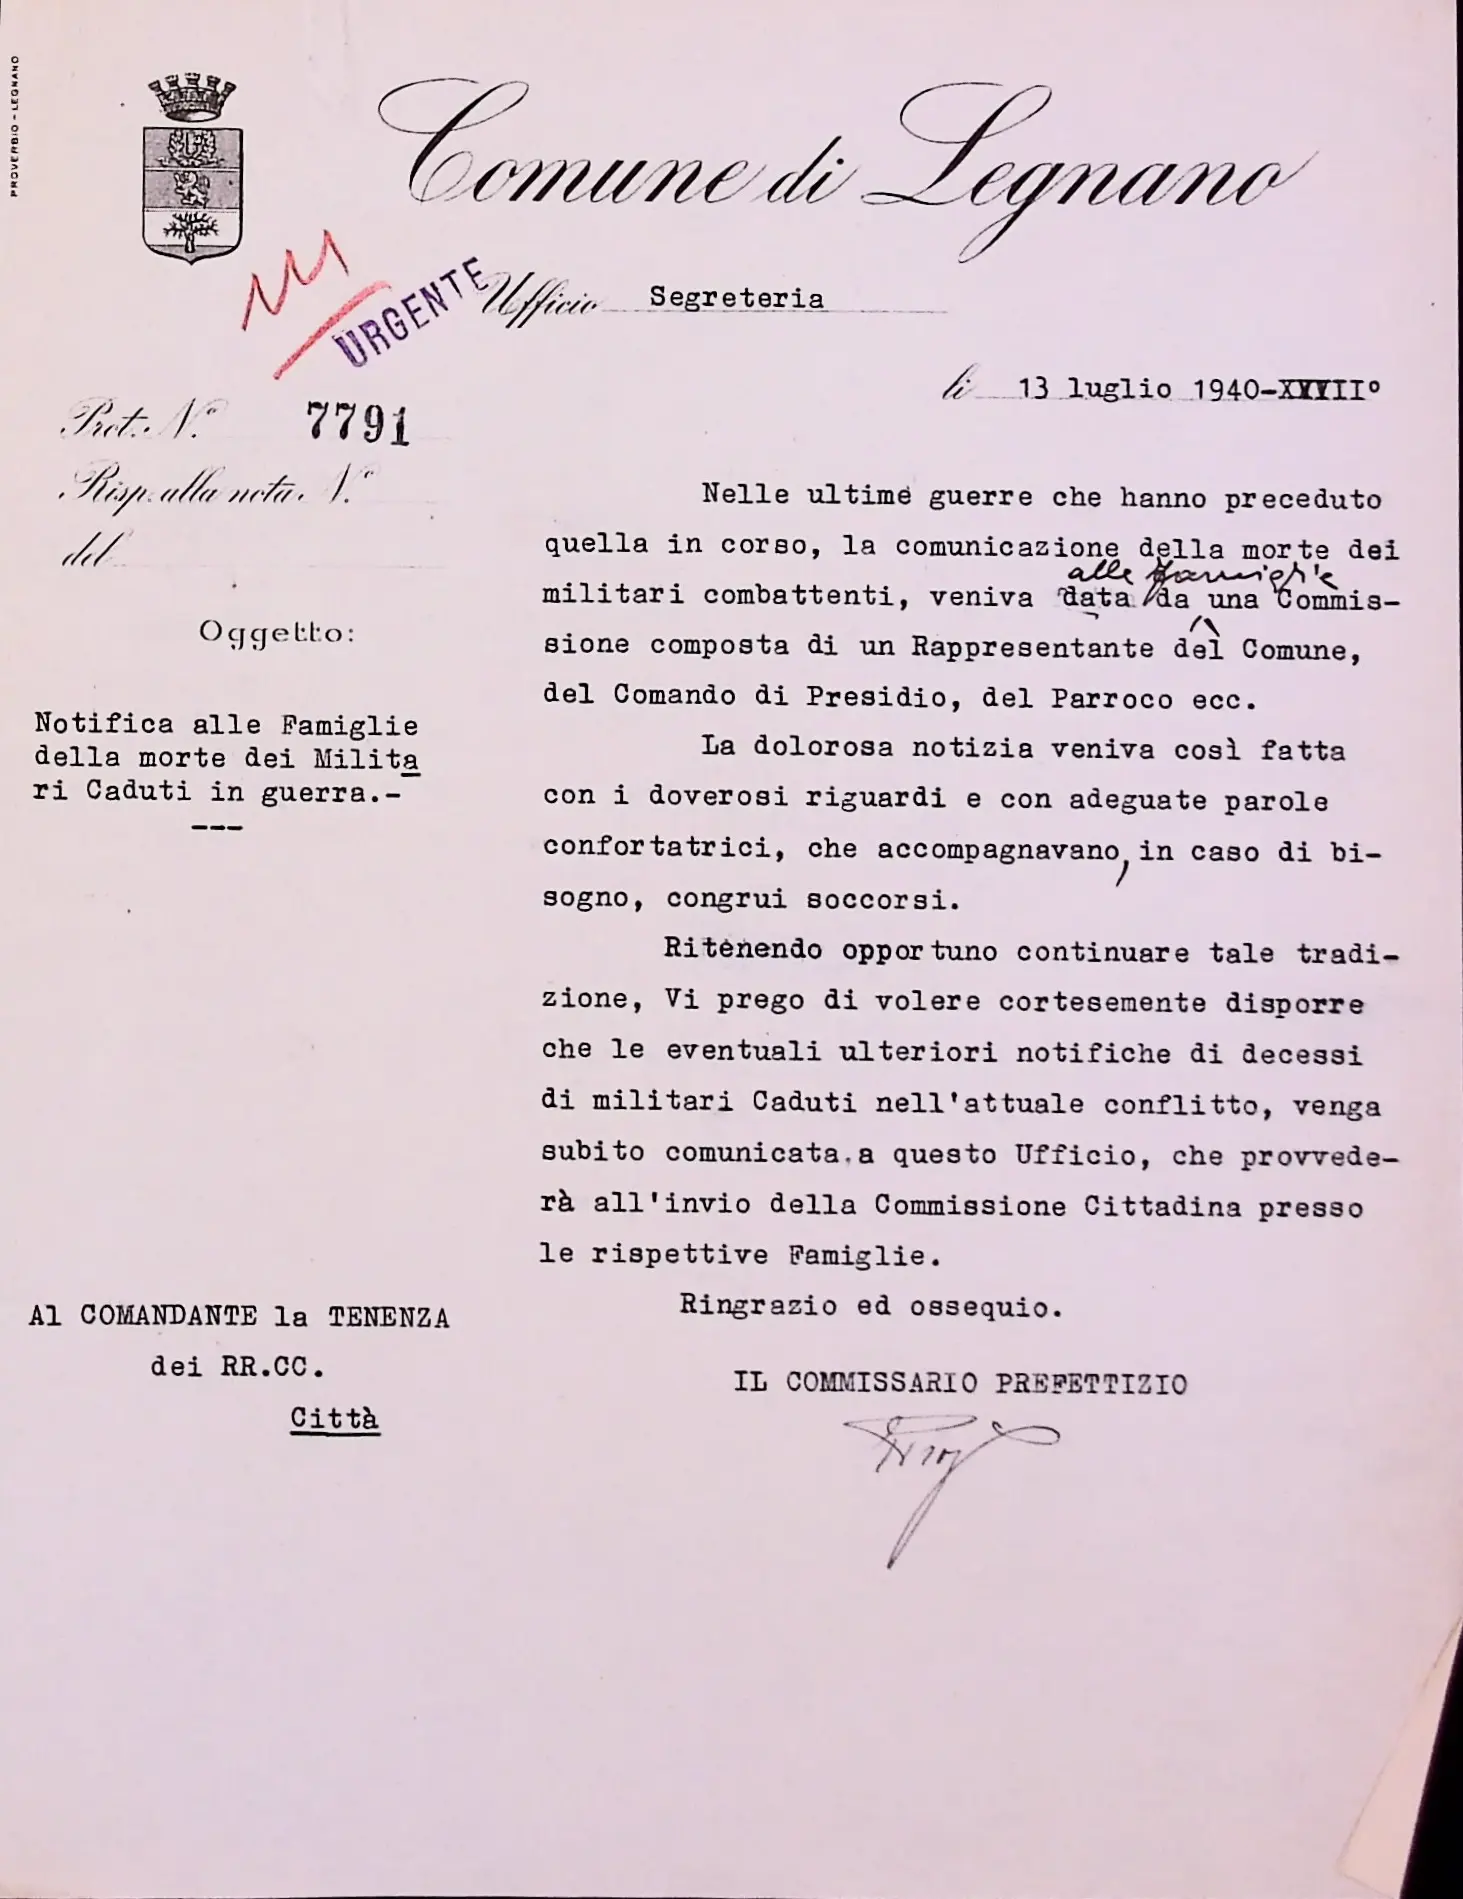 PROVERBIO - LEGNANO
Comune di Legnano
URGENTE
Ufficio Segreteria
li 13 luglio 1940-XVIII°
Prot. N.° 7791
Risp. alla nota N.°
del
Oggetto:
Notifica alle Famiglie
della morte dei Milita
ri Caduti in guerra.-
---
Nelle ultime guerre che hanno preceduto
quella in corso, la comunicazione della morte dei
alle famiglie
militari combattenti, veniva data da una Commis-
sione composta di un Rappresentante del Comune,
del Comando di Presidio, del Parroco ecc.
La dolorosa notizia veniva così fatta
con i doverosi riguardi e con adeguate parole
confortatrici, che accompagnavano, in caso di bi-
sogno, congrui soccorsi.
Ritenendo opportuno continuare tale tradi-
zione, Vi prego di volere cortesemente disporre
che le eventuali ulteriori notifiche di decessi
di militari Caduti nell'attuale conflitto, venga
subito comunicata a questo Ufficio, che provvede-
rà all'invio della Commissione Cittadina presso
le rispettive Famiglie.
Ringrazio ed ossequio.
Al COMANDANTE la TENENZA
dei RR.CC.
Città
IL COMMISSARIO PREFETTIZIO